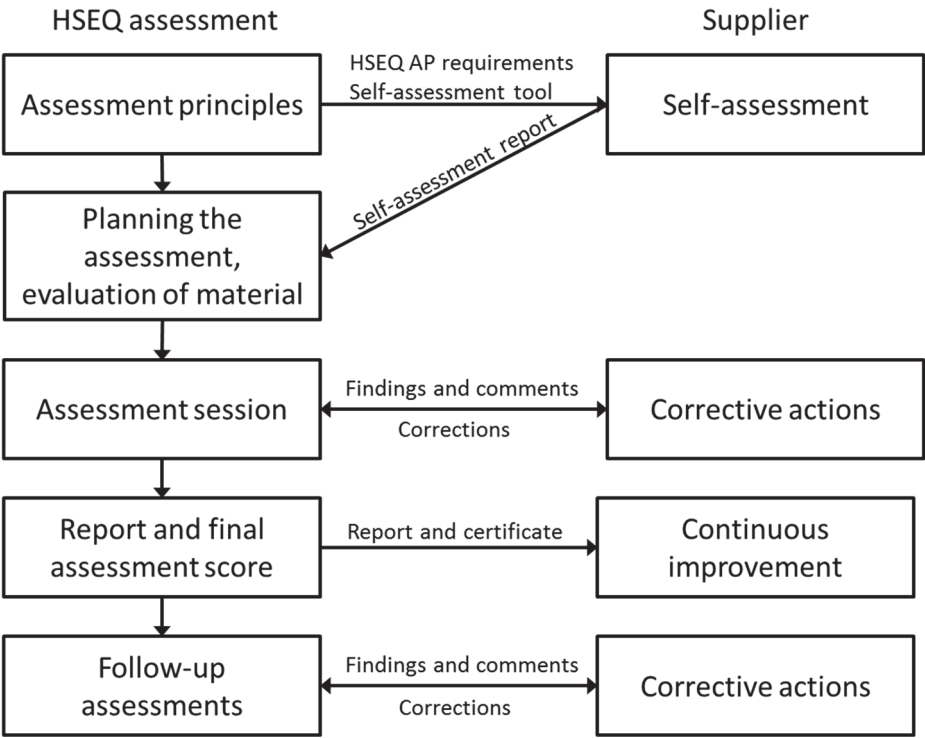 HSEQ assessment
Supplier
Assessment principles
HSEQ AP requirements
Self-assessment tool
Self-assessment
Self-assessment report
Planning the
assessment,
evaluation of material
Assessment session
Findings and comments
Corrections
Corrective actions
Report and final
assessment score
Report and certificate
Continuous
improvement
Follow-up
assessments
Findings and comments
Corrections
Corrective actions